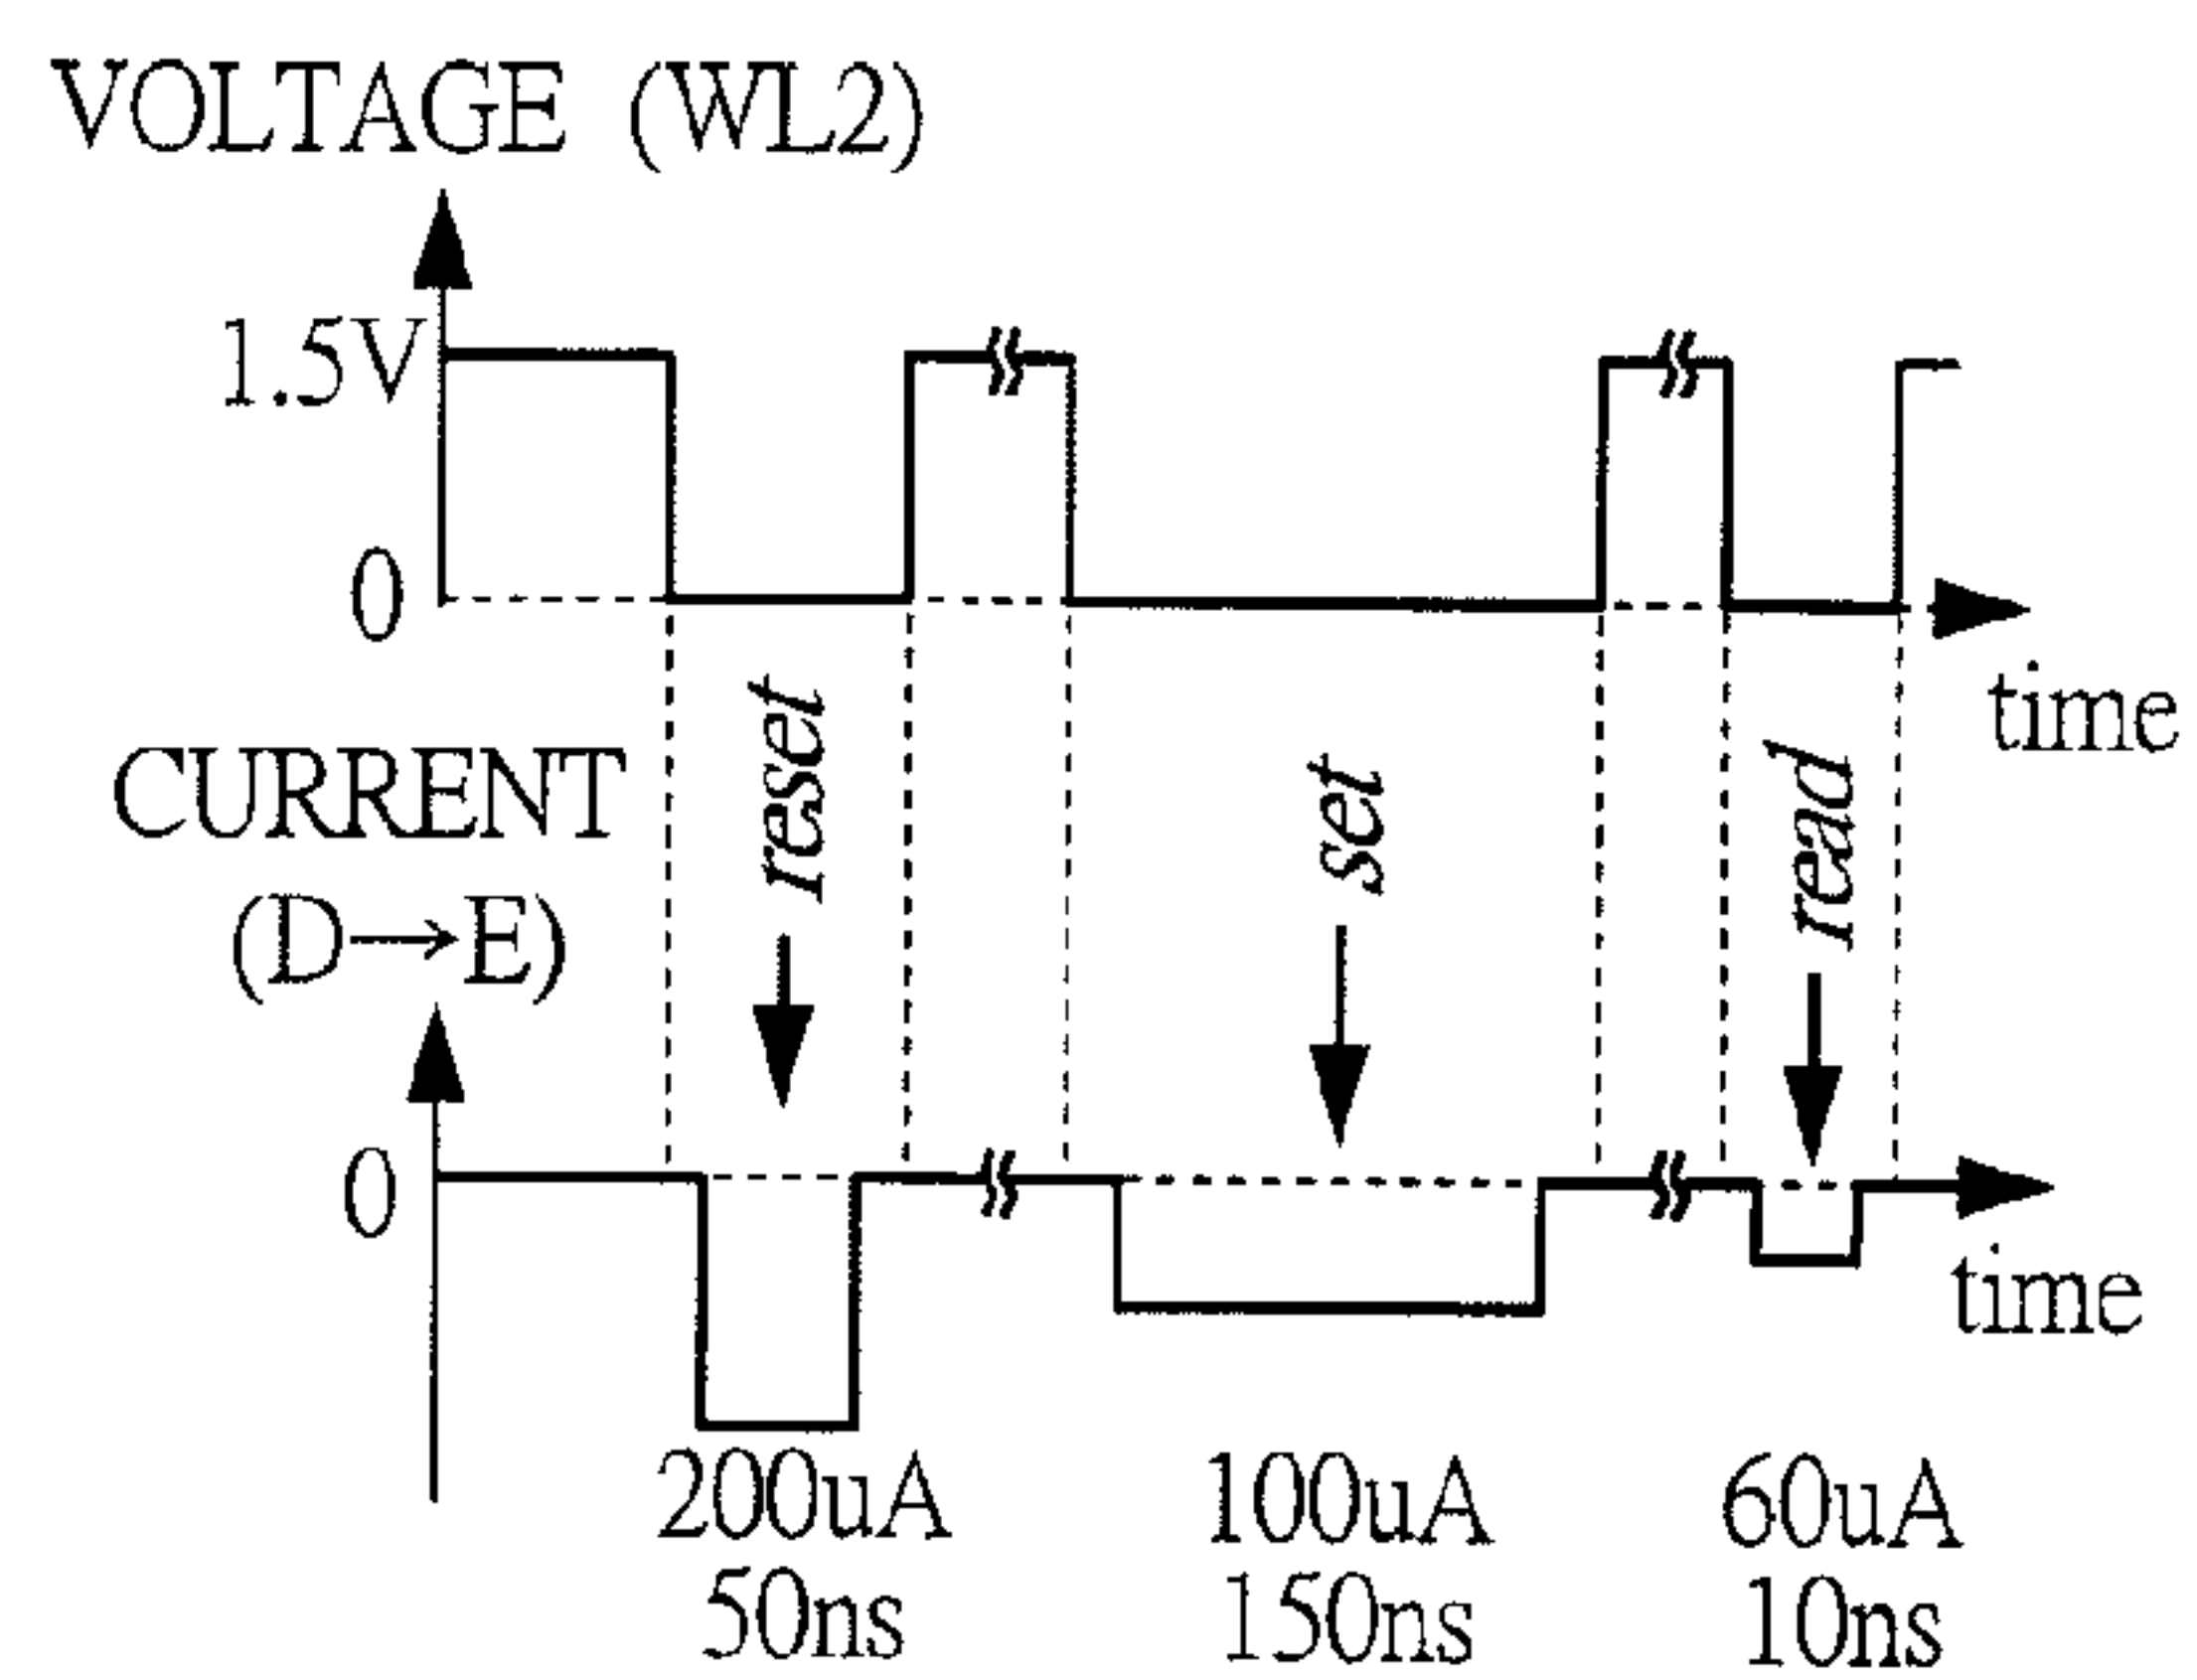 VOLTAGE (WL2)
1.5V
0
time
reset
set
read
CURRENT
(D→E)
0
time
200uA
50ns
100uA
150ns
60uA
10ns